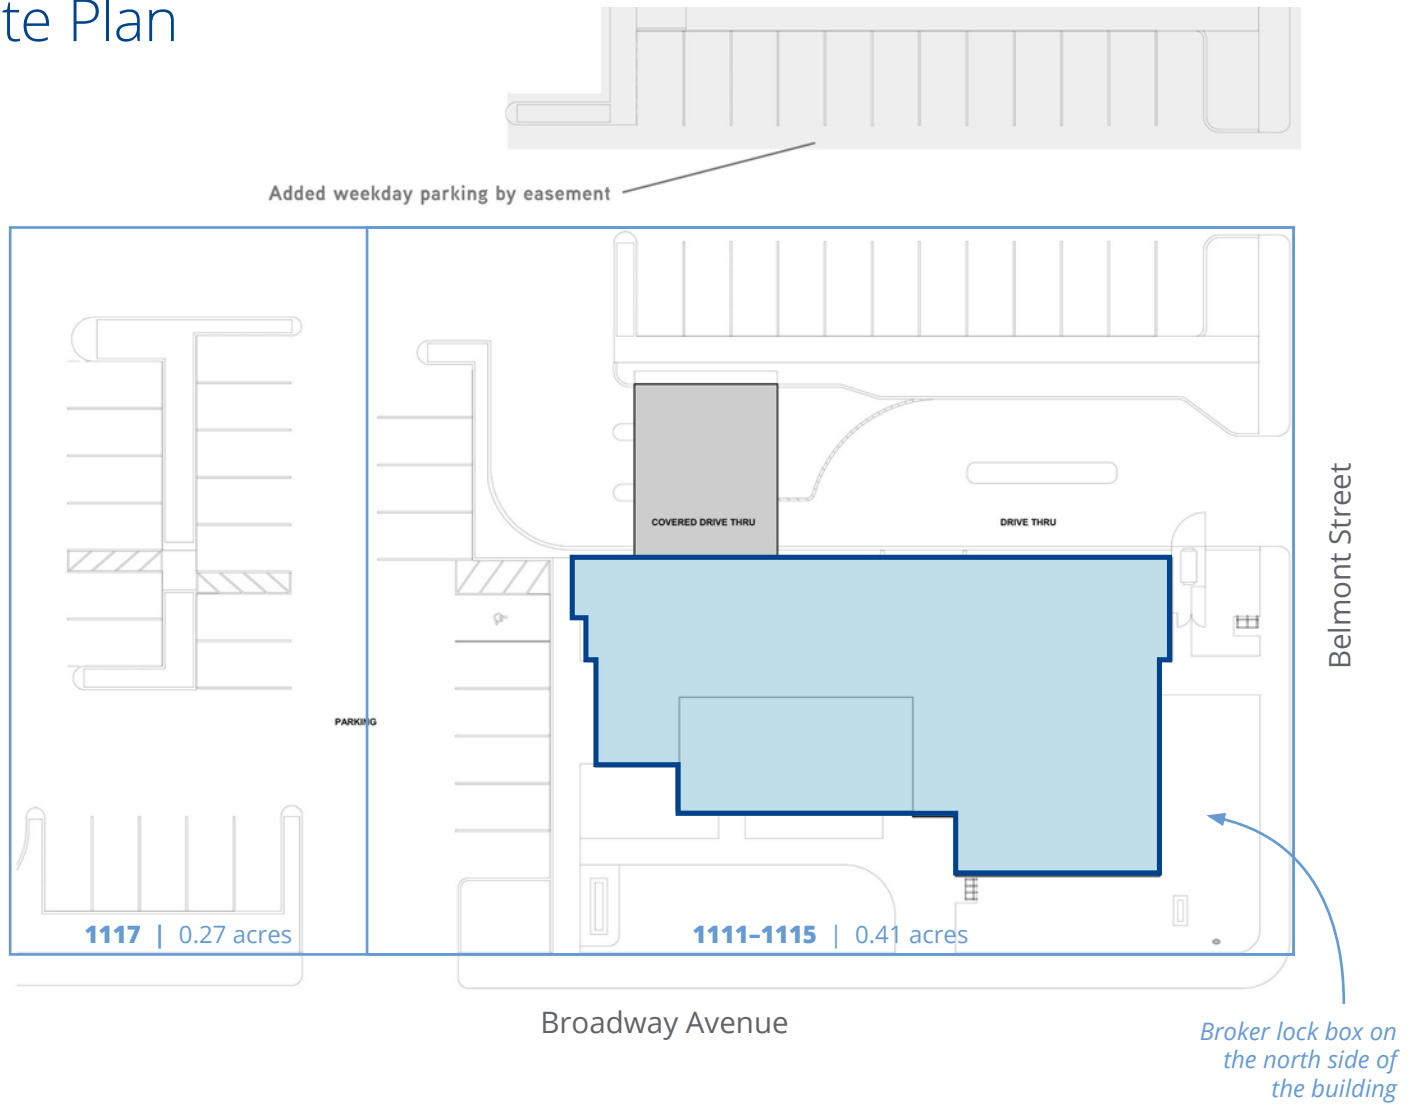 te Plan
Added weekday parking by easement
COVERED DRIVE THRU
DRIVE THRU
Belmont Street
PARKING
1117 | 0.27 acres
1111–1115 | 0.41 acres
Broadway Avenue
Broker lock box on
the north side of
the building